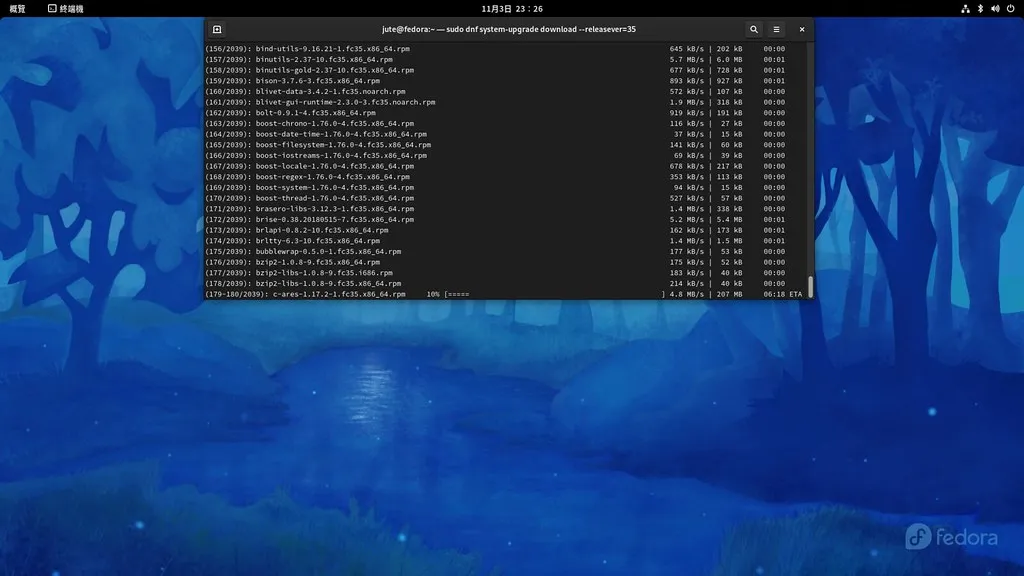 概覽 終端機 11月3日 23：26
jute@fedora:~ — sudo dnf system-upgrade download --releasever=35
(156/2039): bind-utils-9.16.21-1.fc35.x86_64.rpm 645 kB/s | 202 kB 00:00
(157/2039): binutils-2.37-10.fc35.x86_64.rpm 5.7 MB/s | 6.0 MB 00:01
(158/2039): binutils-gold-2.37-10.fc35.x86_64.rpm 677 kB/s | 728 kB 00:01
(159/2039): bison-3.7.6-3.fc35.x86_64.rpm 893 kB/s | 927 kB 00:01
(160/2039): blivet-data-3.4.2-1.fc35.noarch.rpm 572 kB/s | 107 kB 00:00
(161/2039): blivet-gui-runtime-2.3.0-3.fc35.noarch.rpm 1.9 MB/s | 318 kB 00:00
(162/2039): bolt-0.9.1-4.fc35.x86_64.rpm 919 kB/s | 191 kB 00:00
(163/2039): boost-chrono-1.76.0-4.fc35.x86_64.rpm 116 kB/s | 27 kB 00:00
(164/2039): boost-date-time-1.76.0-4.fc35.x86_64.rpm 37 kB/s | 15 kB 00:00
(165/2039): boost-filesystem-1.76.0-4.fc35.x86_64.rpm 141 kB/s | 60 kB 00:00
(166/2039): boost-iostreams-1.76.0-4.fc35.x86_64.rpm 69 kB/s | 39 kB 00:00
(167/2039): boost-locale-1.76.0-4.fc35.x86_64.rpm 678 kB/s | 217 kB 00:00
(168/2039): boost-regex-1.76.0-4.fc35.x86_64.rpm 353 kB/s | 113 kB 00:00
(169/2039): boost-system-1.76.0-4.fc35.x86_64.rpm 94 kB/s | 15 kB 00:00
(170/2039): boost-thread-1.76.0-4.fc35.x86_64.rpm 527 kB/s | 57 kB 00:00
(171/2039): brasero-libs-3.12.3-1.fc35.x86_64.rpm 1.4 MB/s | 338 kB 00:00
(172/2039): brise-0.38.20180515-7.fc35.x86_64.rpm 5.2 MB/s | 5.4 MB 00:01
(173/2039): brlapi-0.8.2-10.fc35.x86_64.rpm 162 kB/s | 173 kB 00:01
(174/2039): brltty-6.3-10.fc35.x86_64.rpm 1.4 MB/s | 1.5 MB 00:01
(175/2039): bubblewrap-0.5.0-1.fc35.x86_64.rpm 177 kB/s | 53 kB 00:00
(176/2039): bzip2-1.0.8-9.fc35.x86_64.rpm 175 kB/s | 52 kB 00:00
(177/2039): bzip2-libs-1.0.8-9.fc35.i686.rpm 183 kB/s | 40 kB 00:00
(178/2039): bzip2-libs-1.0.8-9.fc35.x86_64.rpm 214 kB/s | 40 kB 00:00
(179-180/2039): c-ares-1.17.2-1.fc35.x86_64.rpm 10% [===== ] 4.8 MB/s | 207 MB 06:18 ETA
fedora